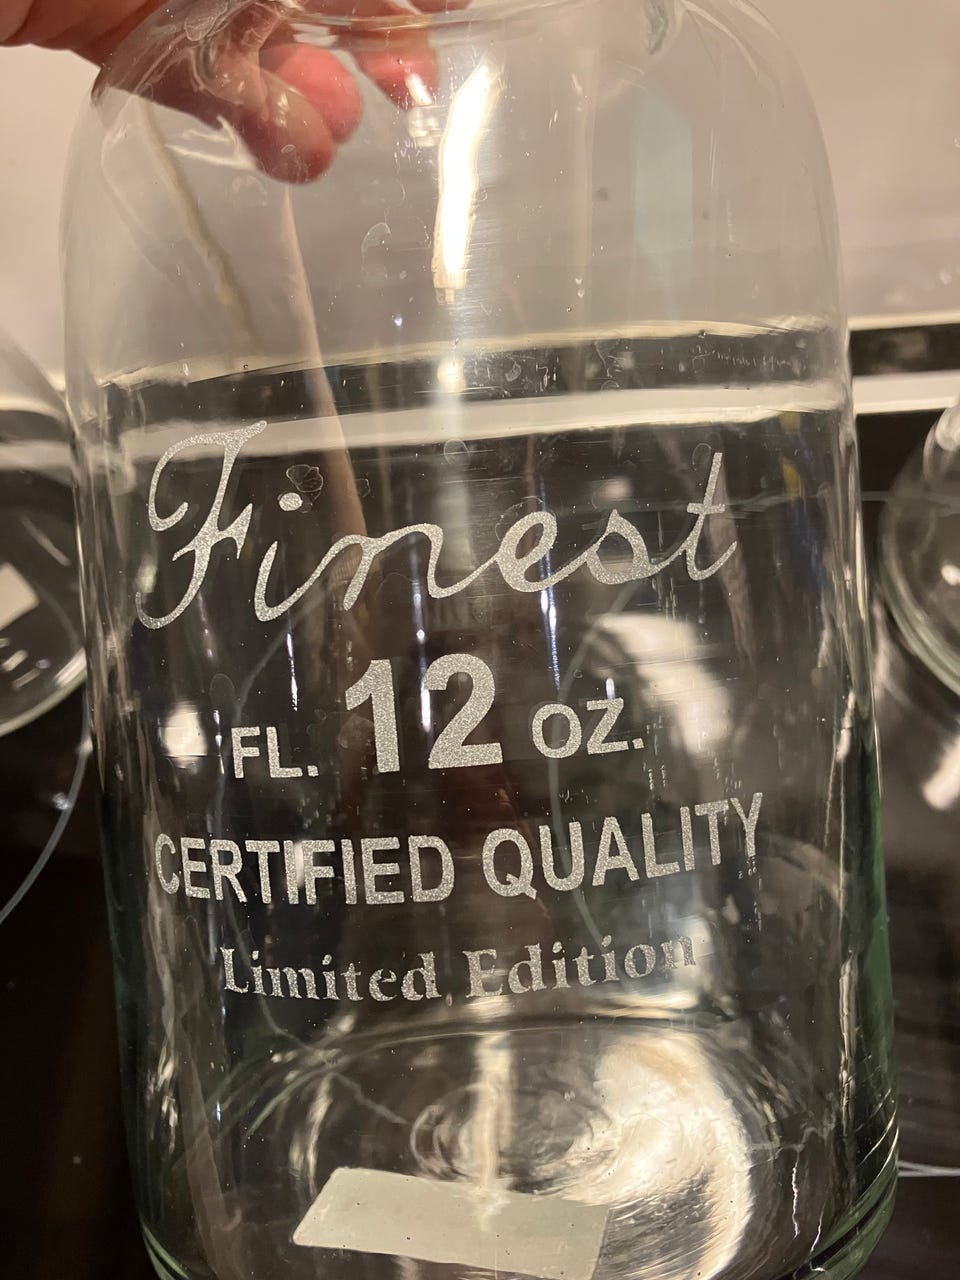 Finest
FL. 12 OZ.
CERTIFIED QUALITY
Limited Edition